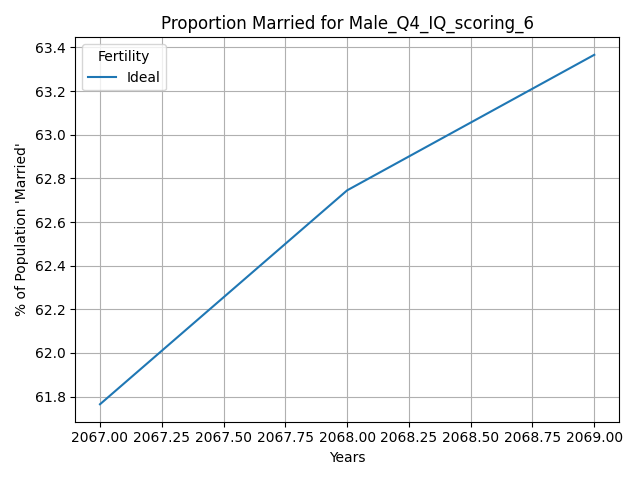 Proportion Married for Male_Q4_IQ_scoring_6
Fertility
Ideal
% of Population 'Married'
63.4
63.2
63.0
62.8
62.6
62.4
62.2
62.0
61.8
2067.00 2067.25 2067.50 2067.75 2068.00 2068.25 2068.50 2068.75 2069.00
Years